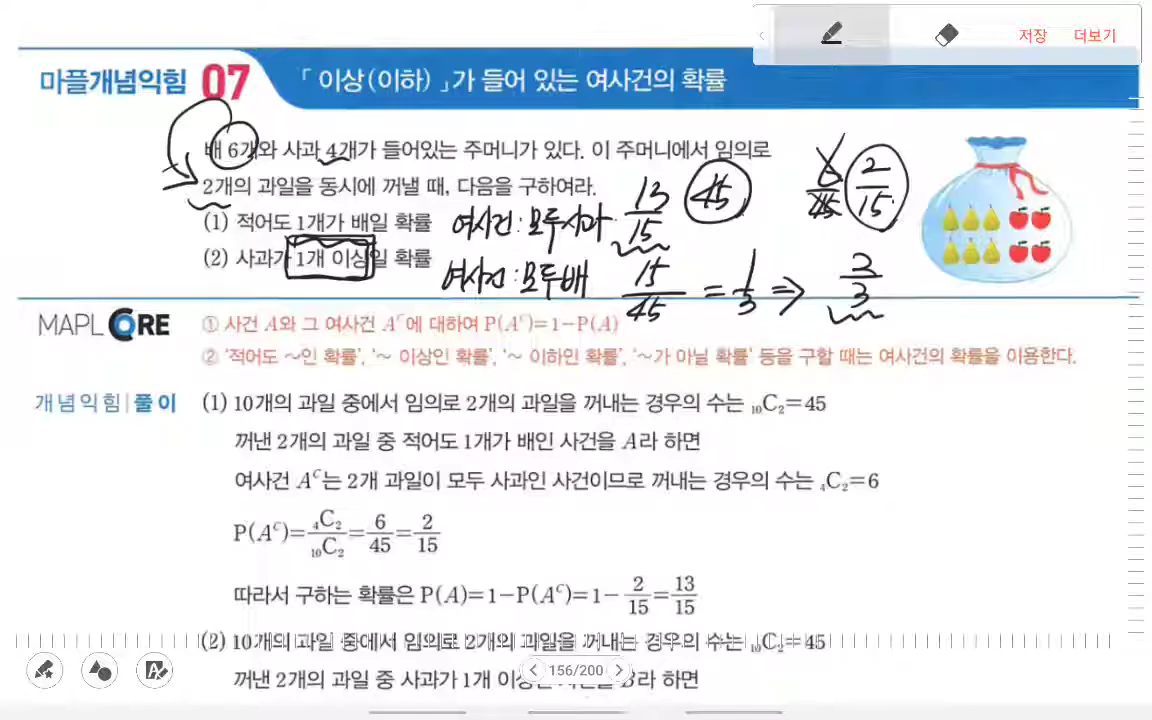 저장 더보기
마플개념익힘 07 「이상(이하)」가 들어 있는 여사건의 확률
배 6개와 사과 4개가 들어있는 주머니가 있다. 이 주머니에서 임의로
2개의 과일을 동시에 꺼낼 때, 다음을 구하여라.
(1) 적어도 1개가 배일 확률 여사건 : 모두사과 13/15 45 6/45 2/15
(2) 사과가 1개 이상일 확률 여사건 : 모두배 15/45 = 1/3 ⇒ 2/3
MAPL CORE ① 사건 A와 그 여사건 Aᶜ에 대하여 P(Aᶜ)=1−P(A)
② ‘적어도 ~인 확률’, ‘~ 이상인 확률’, ‘~ 이하인 확률’, ‘~가 아닐 확률’ 등을 구할 때는 여사건의 확률을 이용한다.
개념익힘 | 풀이 (1) 10개의 과일 중에서 임의로 2개의 과일을 꺼내는 경우의 수는 ₁₀C₂=45
꺼낸 2개의 과일 중 적어도 1개가 배인 사건을 A라 하면
여사건 Aᶜ는 2개 과일이 모두 사과인 사건이므로 꺼내는 경우의 수는 ₄C₂=6
P(Aᶜ)=₄C₂/₁₀C₂=6/45=2/15
따라서 구하는 확률은 P(A)=1−P(Aᶜ)=1−2/15=13/15
(2) 10개의 과일 중에서 임의로 2개의 과일을 꺼내는 경우의 수는 ₁₀C₂=45
156/200
꺼낸 2개의 과일 중 사과가 1개 B라 하면